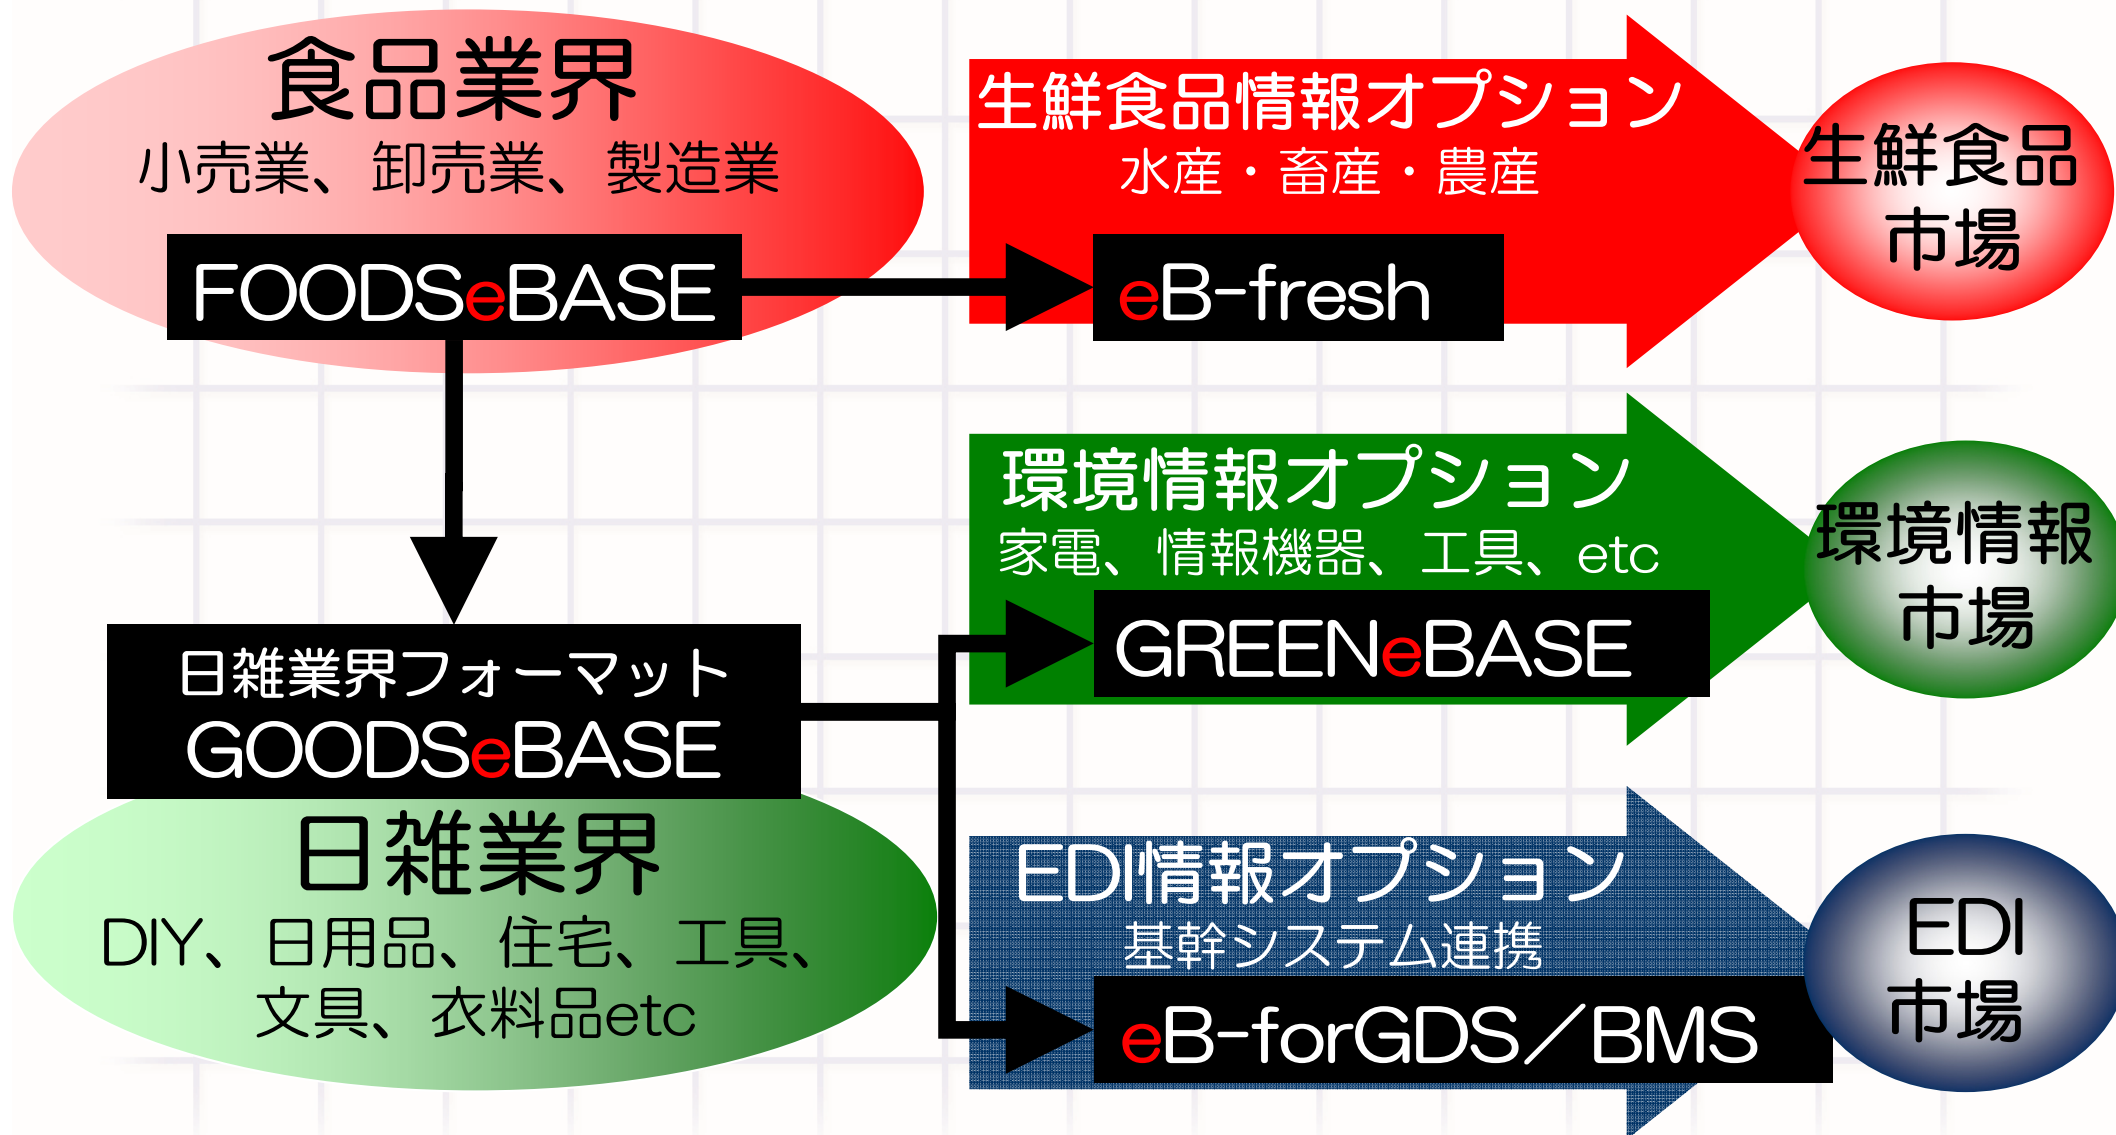 食品業界
小売業、卸売業、製造業
FOODSeBASE
生鮮食品情報オプション
水産・畜産・農産
eB-fresh
生鮮食品
市場
環境情報オプション
家電、情報機器、工具、etc
GREENeBASE
環境情報
市場
日雑業界フォーマット
GOODSeBASE
日雑業界
DIY、日用品、住宅、工具、
文具、衣料品etc
EDI情報オプション
基幹システム連携
eB-forGDS／BMS
EDI
市場